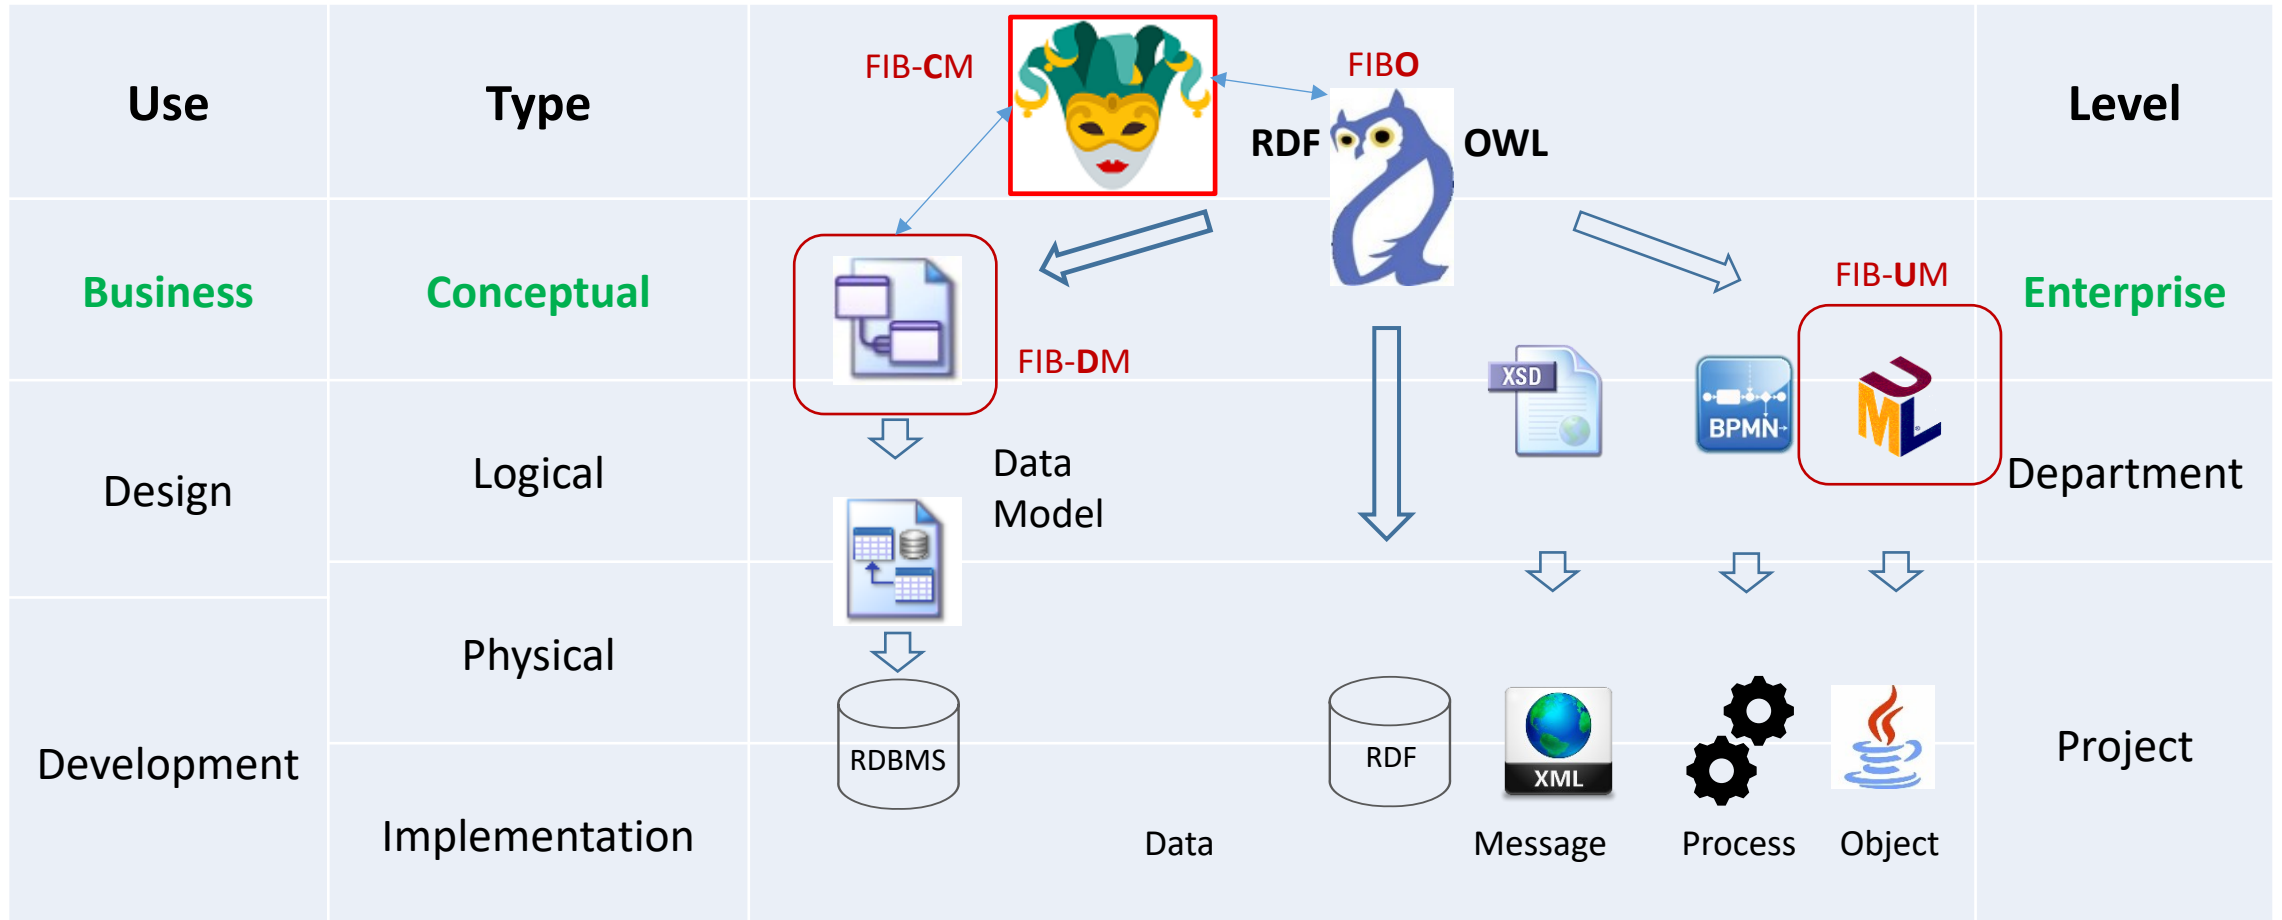 Use
Type
FIB-CM
FIBO
RDF
OWL
Level
Business
Conceptual
FIB-DM
FIB-UM
Enterprise
XSD
BPMN
UML
Design
Logical
Data
Model
Department
Development
Physical
RDBMS
RDF
XML
Project
Implementation
Data
Message
Process
Object